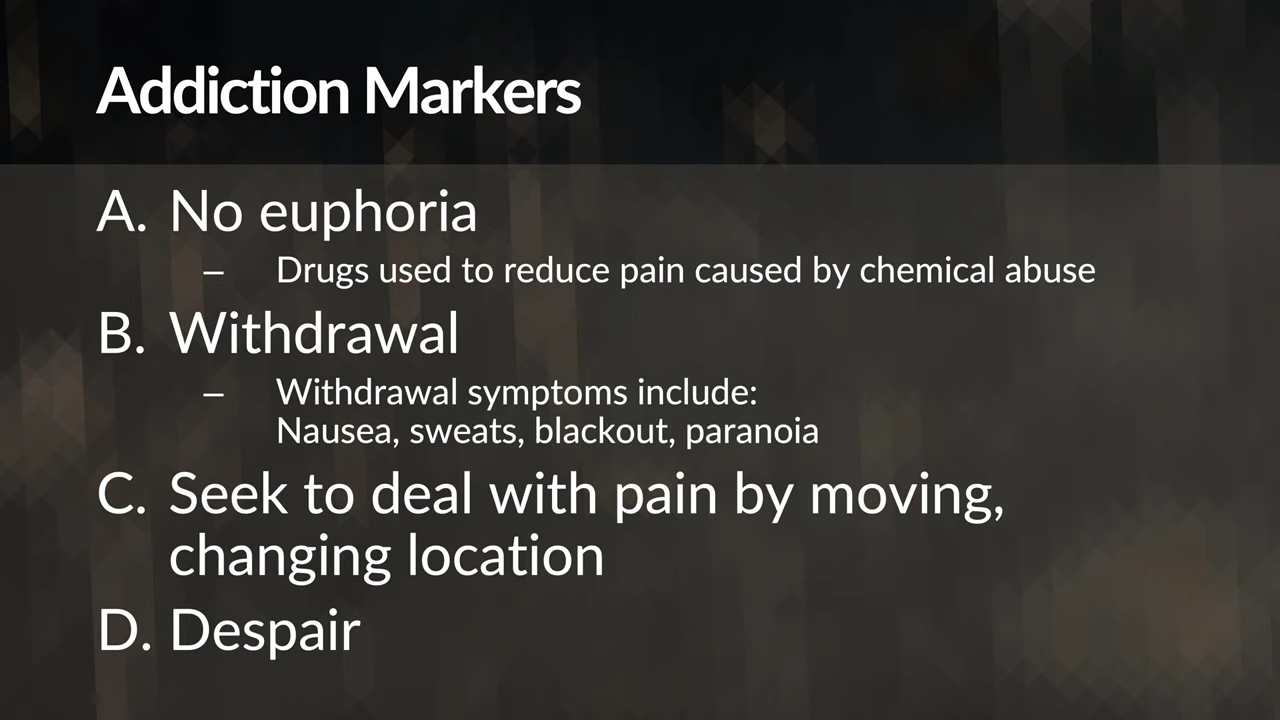 Addiction Markers
A. No euphoria
– Drugs used to reduce pain caused by chemical abuse
B. Withdrawal
– Withdrawal symptoms include:
Nausea, sweats, blackout, paranoia
C. Seek to deal with pain by moving,
changing location
D. Despair